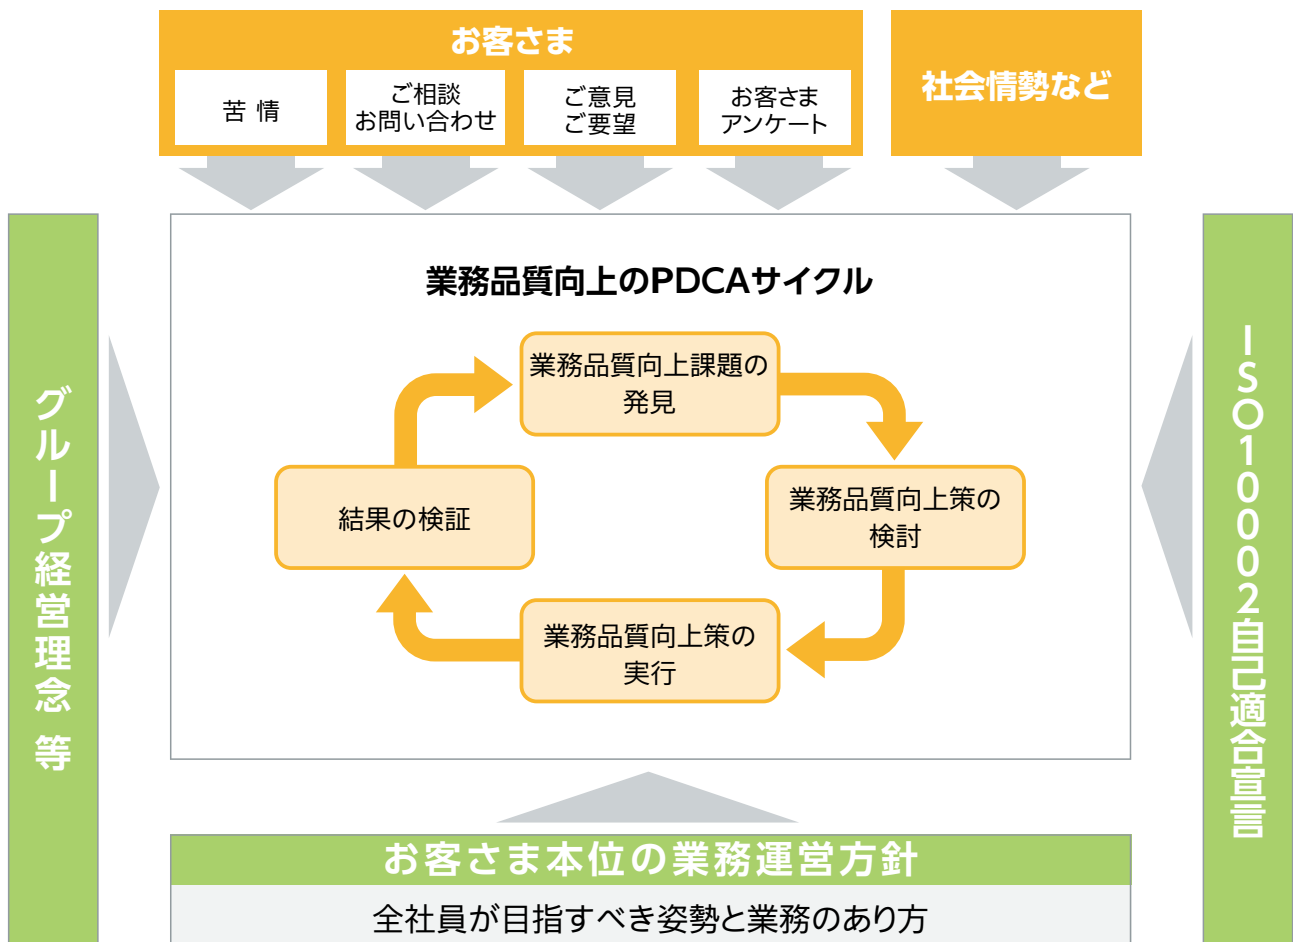 お客さま
苦 情
ご相談
お問い合わせ
ご意見
ご要望
お客さま
アンケート
社会情勢など
グループ経営理念 等
業務品質向上のPDCAサイクル
業務品質向上課題の
発見
業務品質向上策の
検討
業務品質向上策の
実行
結果の検証
ISO10002自己適合宣言
お客さま本位の業務運営方針
全社員が目指すべき姿勢と業務のあり方